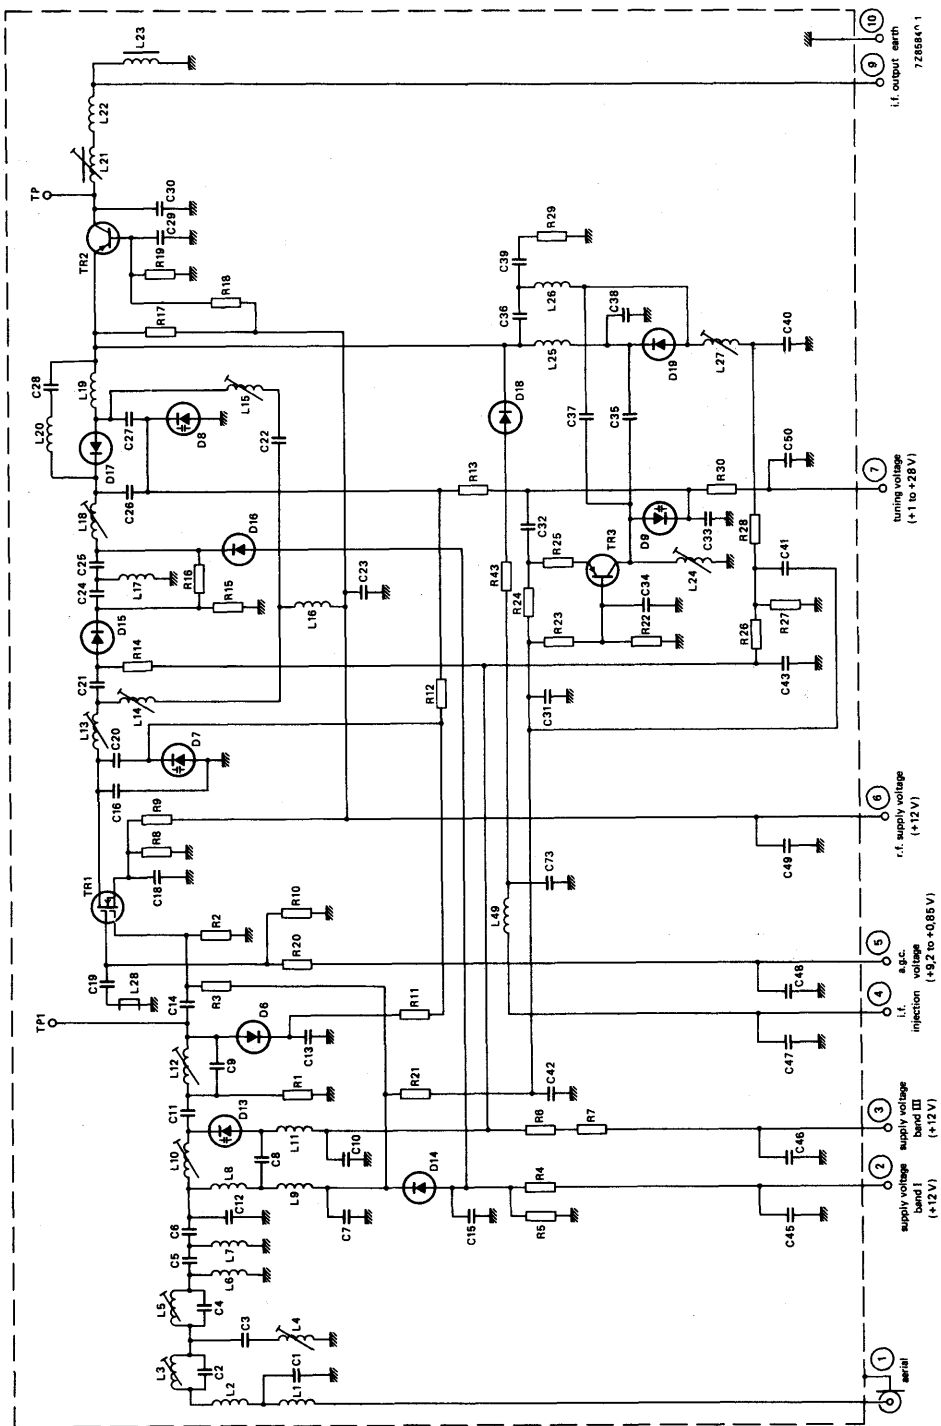 L23
L22
L21
TP
C30
C29
TR2
R19
R18
R17
C28
L19
L20
D17
C27
D8
L15
C22
C26
L18
D16
C25
C24
L17
R16
R15
D15
R14
C21
L14
L13
C20
D7
C16
L16
C23
TR1
R9
R8
C18
R2
R10
R20
C19
L28
C14
R3
TP1
D6
C13
R11
L12
C9
R1
C11
D13
L10
C8
L11
C10
L8
L9
C12
C7
C6
L7
C5
L6
L5
C4
C3
L4
L3
C2
L2
C1
L1
D14
C15
R5
R4
R6
R7
R21
C42
R12
R13
C39
R29
C36
L26
C38
L25
D19
L27
C40
D18
C37
C35
R43
R24
C32
R25
TR3
D9
C33
L24
R30
C50
R28
C41
R23
C34
R22
R26
R27
C43
C31
L49
C73
C49
C48
C47
C46
C45
1
aerial
2
supply voltage
band I
(+12 V)
3
supply voltage
band III
(+12 V)
4
i.f.
injection
5
a.g.c.
voltage
(+9,2 to +0,85 V)
6
r.f. supply voltage
(+12 V)
7
tuning voltage
(+1 to +28 V)
9
i.f. output
10
earth